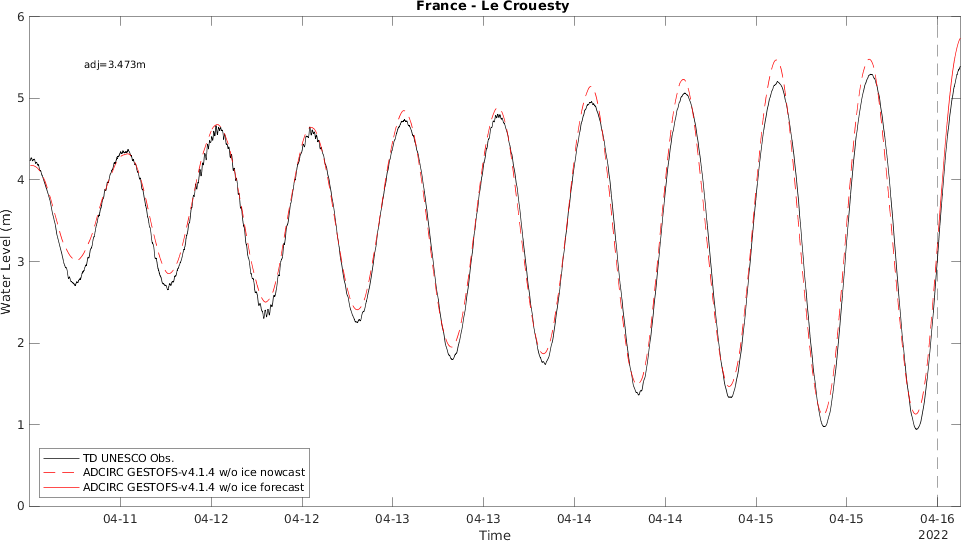 France - Le Crouesty
6
5
4
3
2
1
0
Water Level (m)
adj=3.473m
TD UNESCO Obs.
ADCIRC GESTOFS-v4.1.4 w/o ice nowcast
ADCIRC GESTOFS-v4.1.4 w/o ice forecast
04-11 04-12 04-12 04-13 04-13 04-14 04-14 04-15 04-15 04-16
Time 2022